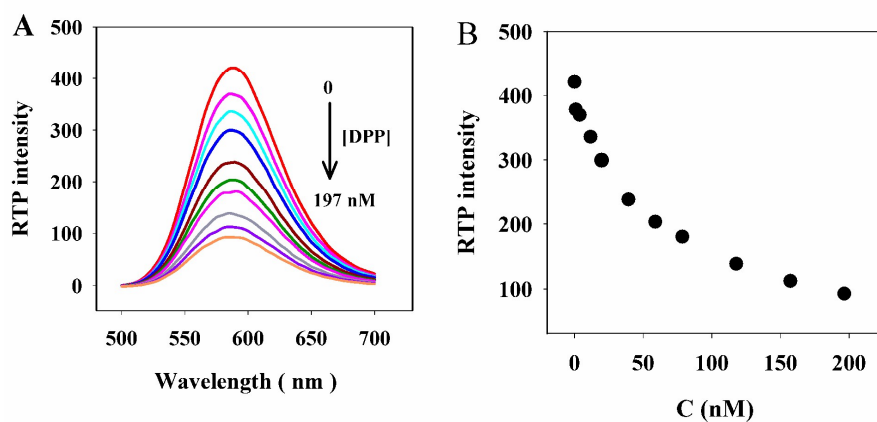 A
500
400
300
200
100
0
RTP intensity
0
[DPP]
197 nM
500 550 600 650 700
Wavelength ( nm )
B
500
400
300
200
100
RTP intensity
0 50 100 150 200
C (nM)